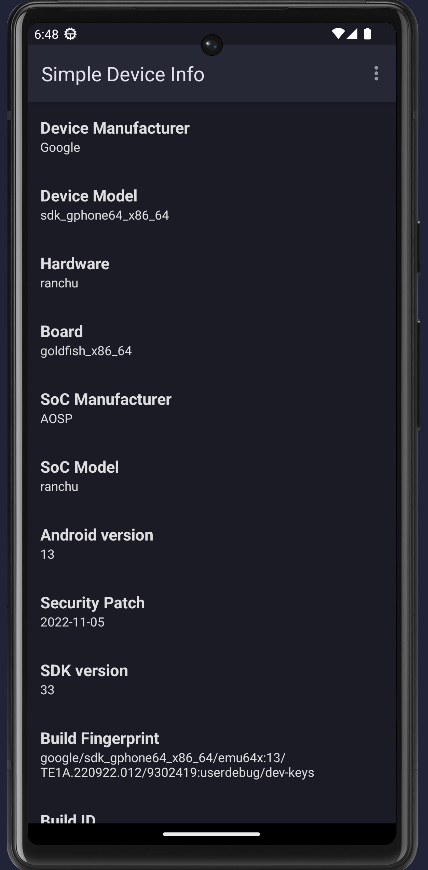 6:48
Simple Device Info
Device Manufacturer
Google
Device Model
sdk_gphone64_x86_64
Hardware
ranchu
Board
goldfish_x86_64
SoC Manufacturer
AOSP
SoC Model
ranchu
Android version
13
Security Patch
2022-11-05
SDK version
33
Build Fingerprint
google/sdk_gphone64_x86_64/emu64x:13/
TE1A.220922.012/9302419:userdebug/dev-keys
Build ID